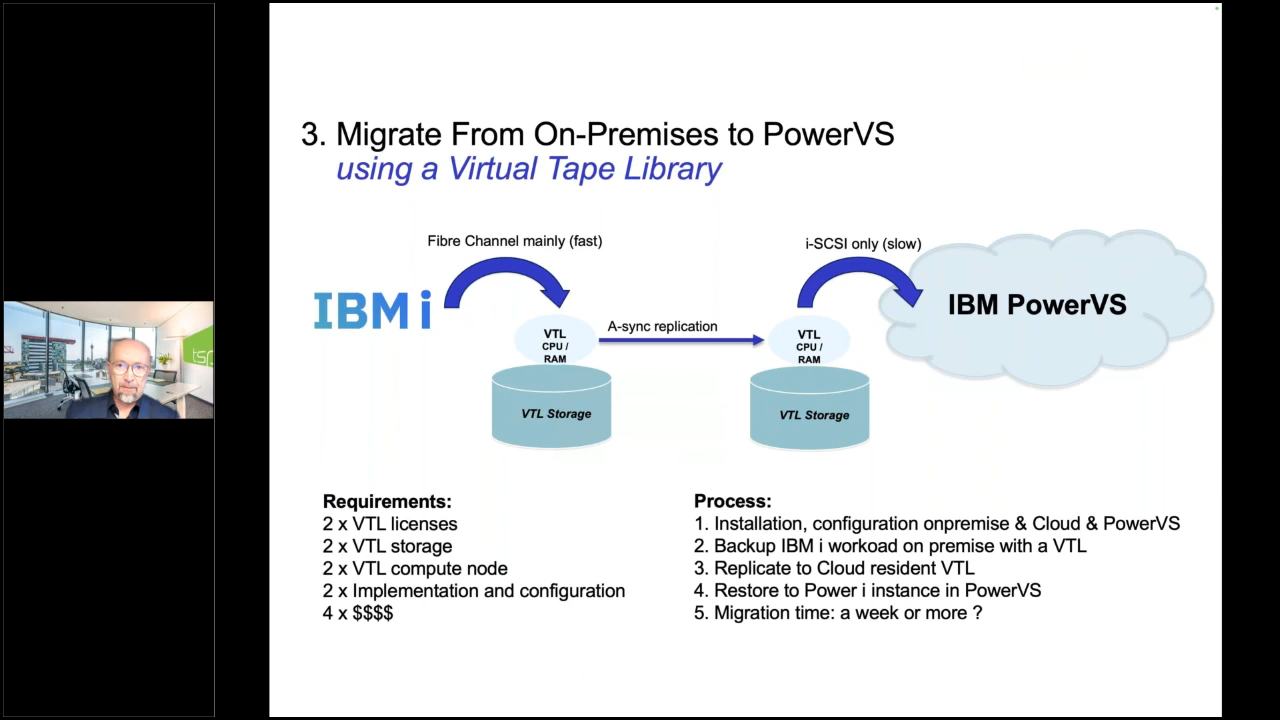 3. Migrate From On-Premises to PowerVS
using a Virtual Tape Library
Fibre Channel mainly (fast)
i-SCSI only (slow)
IBM i
IBM PowerVS
VTL
CPU /
RAM
A-sync replication
VTL
CPU /
RAM
VTL Storage
VTL Storage
tsp
Requirements:
2 x VTL licenses
2 x VTL storage
2 x VTL compute node
2 x Implementation and configuration
4 x $$$$
Process:
1. Installation, configuration onpremise & Cloud & PowerVS
2. Backup IBM i workoad on premise with a VTL
3. Replicate to Cloud resident VTL
4. Restore to Power i instance in PowerVS
5. Migration time: a week or more ?